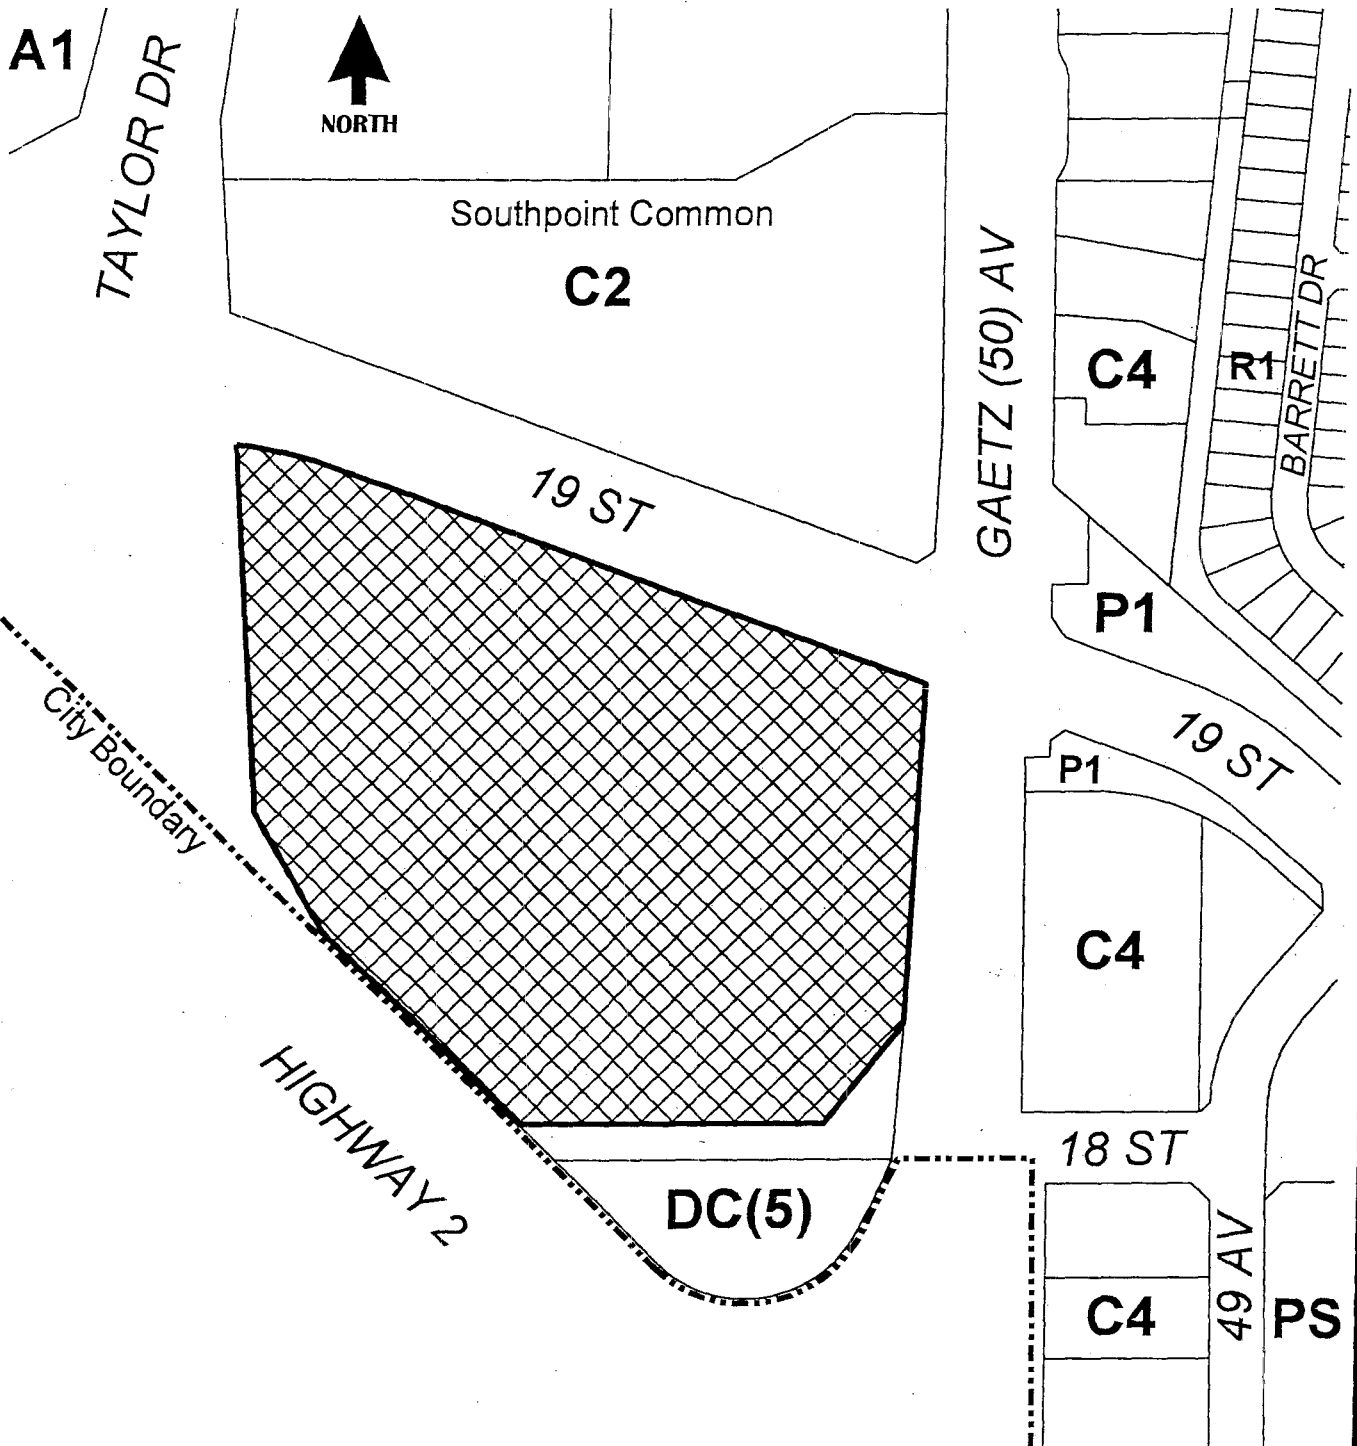 A1
TAYLOR DR
NORTH
Southpoint Common
C2
GAETZ (50) AV
C4
R1
BARRETT DR
19 ST
P1
19 ST
P1
City Boundary
C4
HIGHWAY 2
18 ST
DC(5)
49 AV
C4
PS